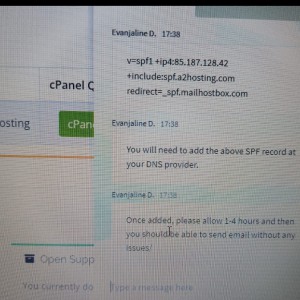 Evanjaline D. 17:38
v=spf1 +ip4:85.187.128.42
+include:spf.a2hosting.com
redirect=_spf.mailhostbox.com
cPanel Q
Evanjaline D. 17:38
osting
cPan
You will need to add the above SPF record at
your DNS provider.
Evanjaline D. 17:38
Once added, please allow 1-4 hours and then
you should be able to send email without any
issues!
Open Supp
You currently do
Type a message here